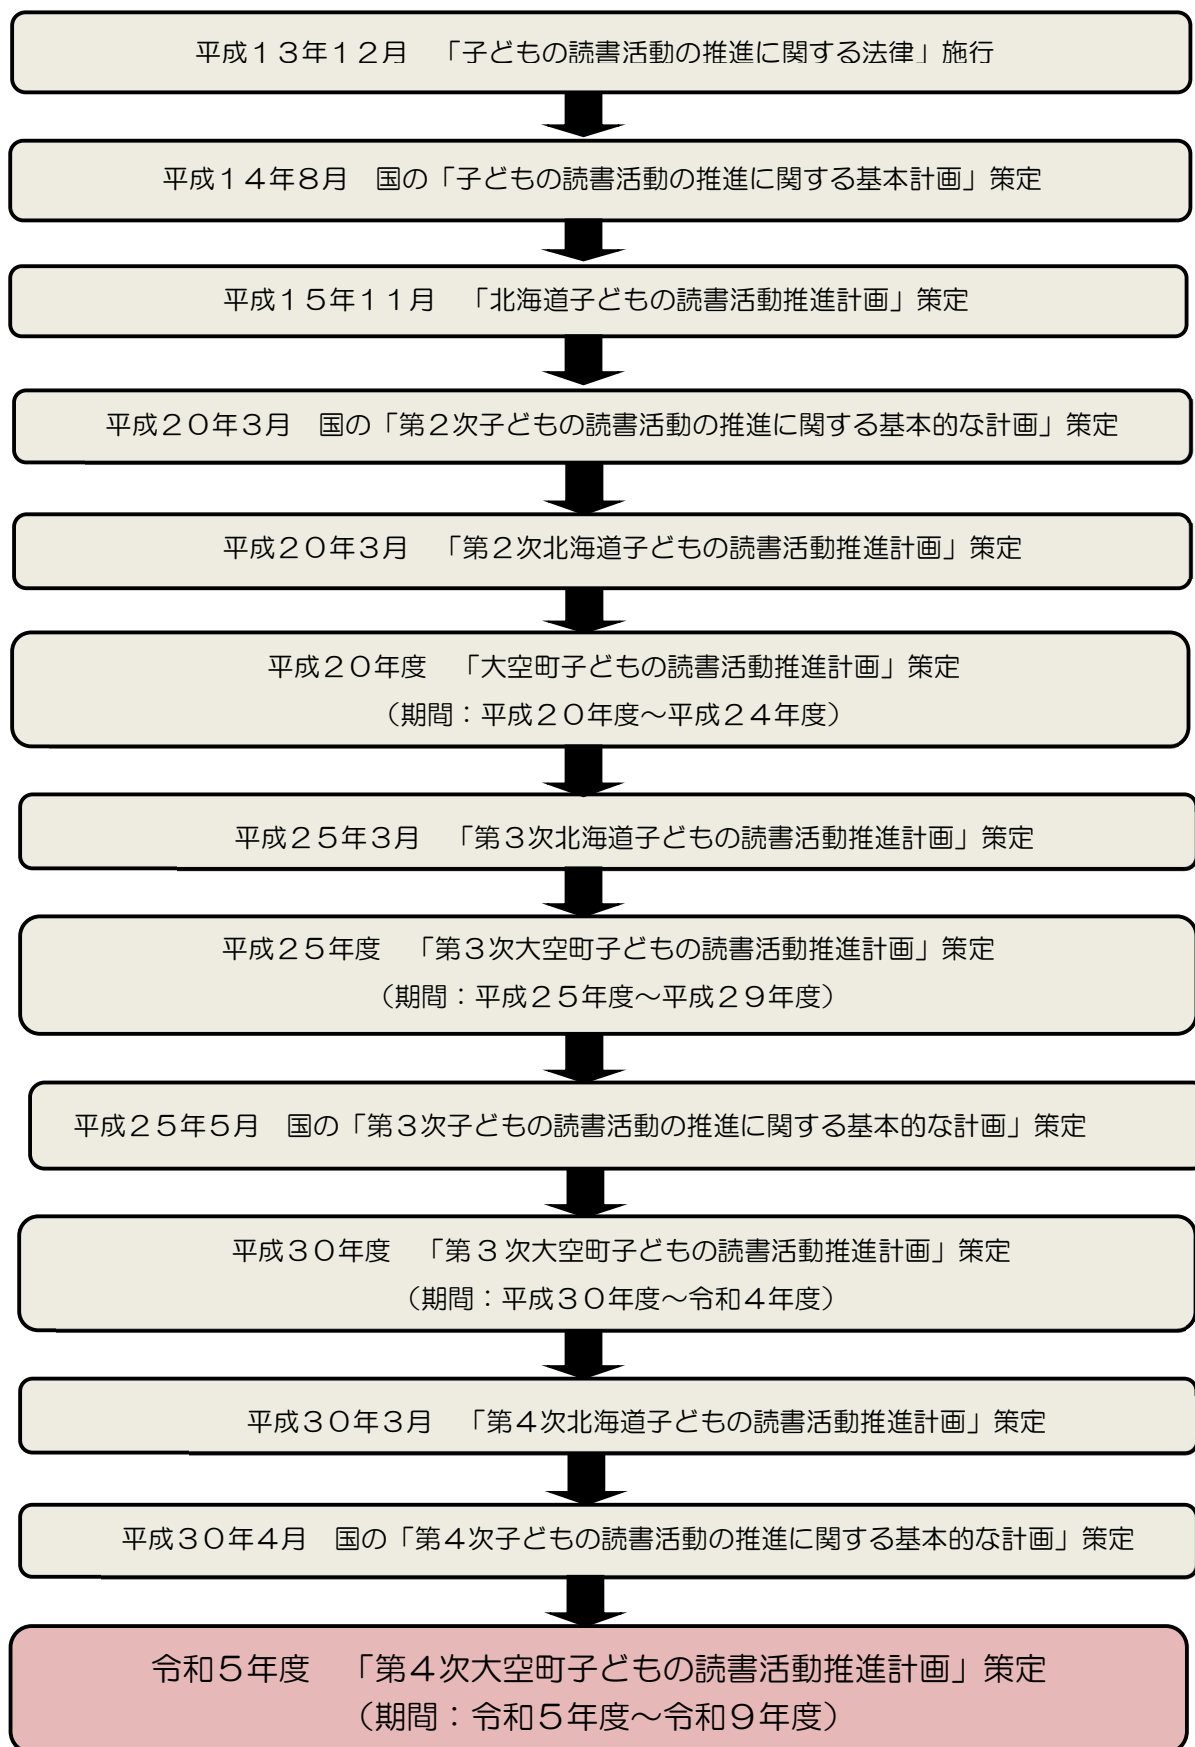 平成１３年１２月　「子どもの読書活動の推進に関する法律」施行
平成１４年８月　国の「子どもの読書活動の推進に関する基本計画」策定
平成１５年１１月　「北海道子どもの読書活動推進計画」策定
平成２０年３月　国の「第２次子どもの読書活動の推進に関する基本的な計画」策定
平成２０年３月　「第２次北海道子どもの読書活動推進計画」策定
平成２０年度　「大空町子どもの読書活動推進計画」策定
（期間：平成２０年度～平成２４年度）
平成２５年３月　「第３次北海道子どもの読書活動推進計画」策定
平成２５年度　「第３次大空町子どもの読書活動推進計画」策定
（期間：平成２５年度～平成２９年度）
平成２５年５月　国の「第３次子どもの読書活動の推進に関する基本的な計画」策定
平成３０年度　「第３次大空町子どもの読書活動推進計画」策定
（期間：平成３０年度～令和４年度）
平成３０年３月　「第４次北海道子どもの読書活動推進計画」策定
平成３０年４月　国の「第４次子どもの読書活動の推進に関する基本的な計画」策定
令和５年度　「第４次大空町子どもの読書活動推進計画」策定
（期間：令和５年度～令和９年度）